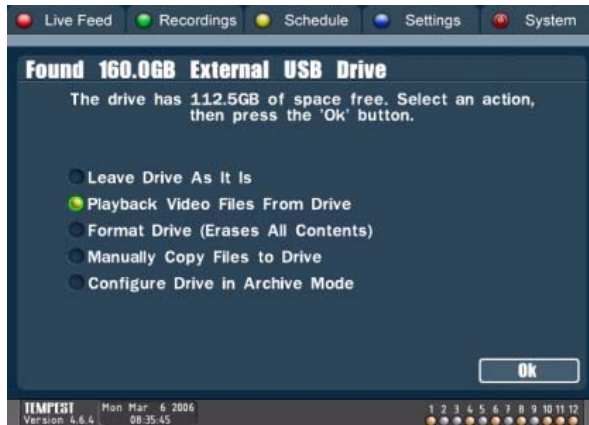 Live Feed Recordings Schedule Settings System
Found 160.0GB External USB Drive
The drive has 112.5GB of space free. Select an action,
then press the 'Ok' button.
Leave Drive As It Is
Playback Video Files From Drive
Format Drive (Erases All Contents)
Manually Copy Files to Drive
Configure Drive in Archive Mode
Ok
TEMPEST Mon Mar 6 2006 1 2 3 4 5 6 7 8 9 10 11 12
Version 4.6.4 08:35:45